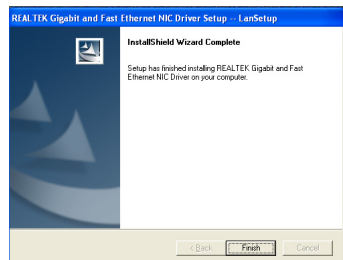 REALTEK Gigabit and Fast Ethernet NIC Driver Setup -- LanSetup
InstallShield Wizard Complete
Setup has finished installing REALTEK Gigabit and Fast
Ethernet NIC Driver on your computer.
< Back
Finish
Cancel